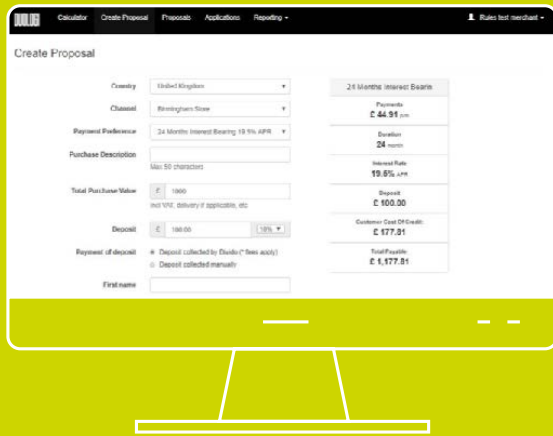 DUOLOGI Calculator Create Proposal Proposals Applications Reporting Rules test merchant
Create Proposal
Country United Kingdom
Channel Birmingham Store
Payment Preference 24 Months Interest Bearing 19.5% APR
Purchase Description
Max 50 characters
Total Purchase Value £ 1000
incl VAT, delivery if applicable, etc
Deposit £ 100.00 10%
Payment of deposit Deposit collected by Divido (* fees apply)
Deposit collected manually
First name
24 Months Interest Bearin
Payments
£ 44.91 pm
Duration
24 month
Interest Rate
19.5% APR
Deposit
£ 100.00
Customer Cost Of Credit:
£ 177.81
Total Payable:
£ 1,177.81